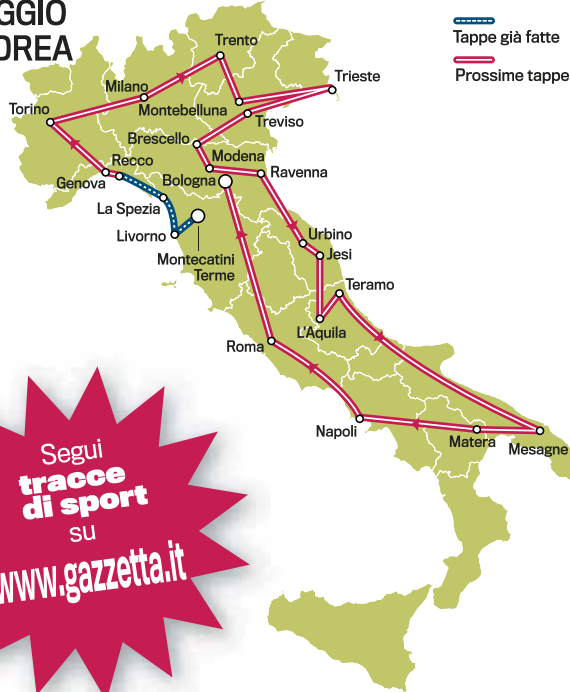 GGIO
DREA
Tappe già fatte
Prossime tappe
Trento
Trieste
Milano
Torino
Montebelluna
Treviso
Brescello
Recco
Modena
Genova
Bologna
Ravenna
La Spezia
Livorno
Urbino
Jesi
Montecatini
Terme
Teramo
L'Aquila
Roma
Napoli
Matera
Mesagne
Segui
tracce
di sport
su
www.gazzetta.it